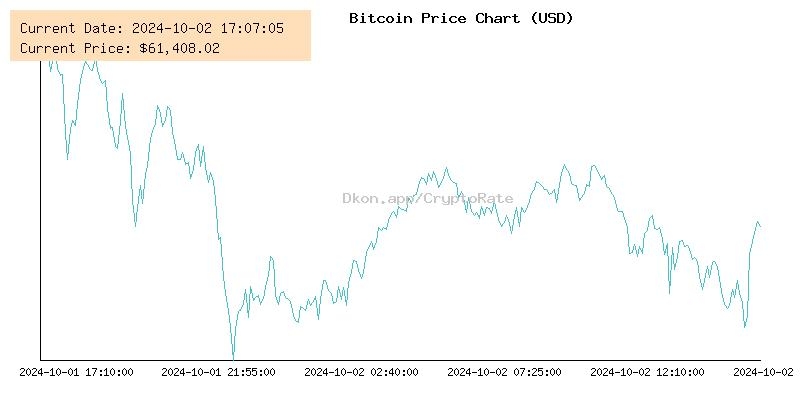 Bitcoin Price Chart (USD)
Current Date: 2024-10-02 17:07:05
Current Price: $61,408.02
Dkon.app/CryptoRate
2024-10-01 17:10:00 2024-10-01 21:55:00 2024-10-02 02:40:00 2024-10-02 07:25:00 2024-10-02 12:10:00 2024-10-02